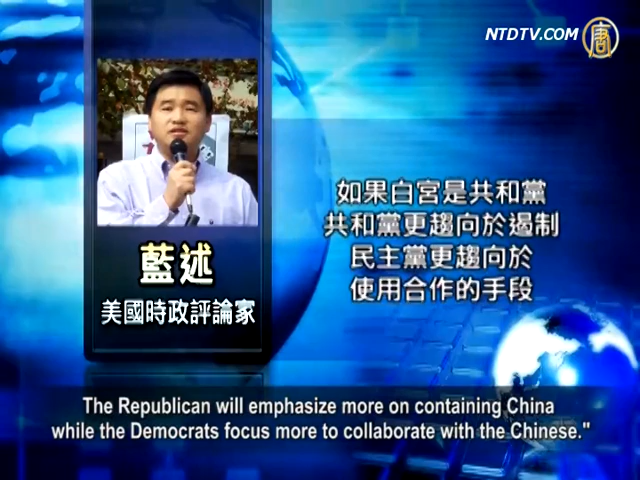 NTDTV.COM
唐
藍述
美國時政評論家
如果白宮是共和黨
共和黨更趨向於遏制
民主黨更趨向於
使用合作的手段
The Republican will emphasize more on containing China
while the Democrats focus more to collaborate with the Chinese."